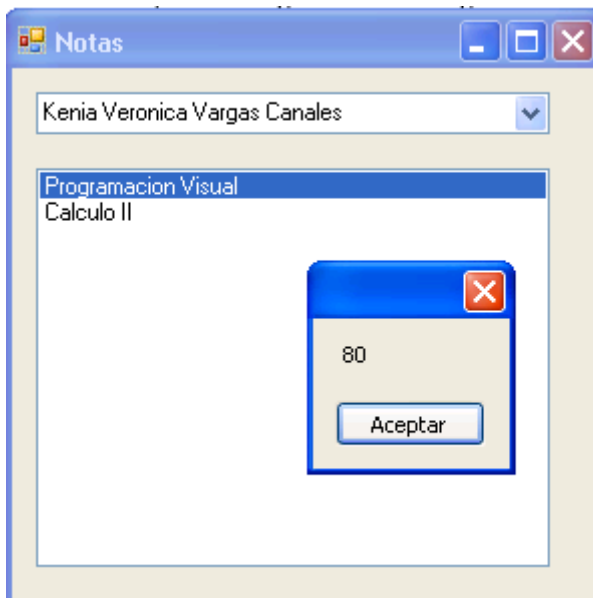 Notas
Kenia Veronica Vargas Canales
Programacion Visual
Calculo II
80
Aceptar